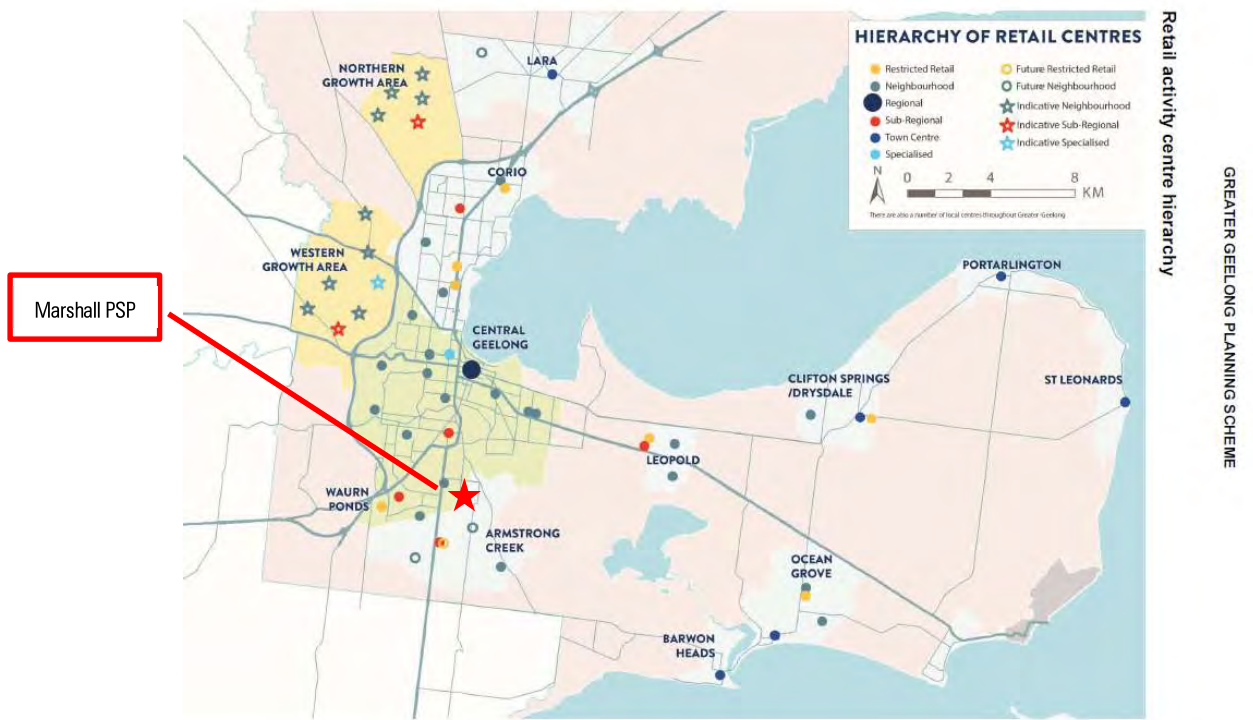 HIERARCHY OF RETAIL CENTRES
Restricted Retail
Neighbourhood
Regional
Sub-Regional
Town Centre
Specialised
Future Restricted Retail
Future Neighbourhood
Indicative Neighbourhood
Indicative Sub-Regional
Indicative Specialised
N
0 2 4 8
KM
There are also a number of local centres throughout Greater Geelong
Retail activity centre hierarchy
GREATER GEELONG PLANNING SCHEME
NORTHERN
GROWTH AREA
LARA
CORIO
WESTERN
GROWTH AREA
Marshall PSP
CENTRAL
GEELONG
PORTARLINGTON
CLIFTON SPRINGS
/DRYSDALE
ST LEONARDS
LEOPOLD
WAURN
PONDS
ARMSTRONG
CREEK
OCEAN
GROVE
BARWON
HEADS